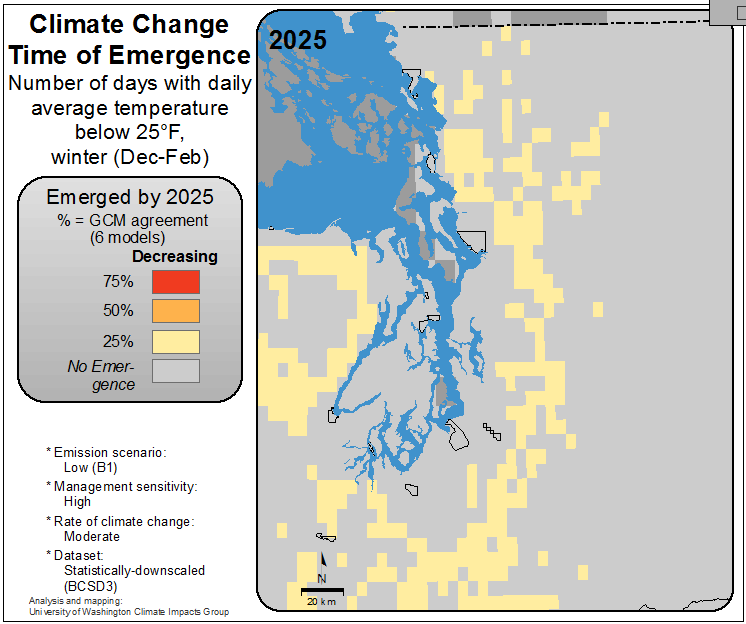 Climate Change
Time of Emergence
Number of days with daily
average temperature
below 25°F,
winter (Dec-Feb)
Emerged by 2025
% = GCM agreement
(6 models)
Decreasing
75%
50%
25%
No Emer-
gence
* Emission scenario:
Low (B1)
* Management sensitivity:
High
* Rate of climate change:
Moderate
* Dataset:
Statistically-downscaled
(BCSD3)
Analysis and mapping:
University of Washington Climate Impacts Group
2025
N
20 km